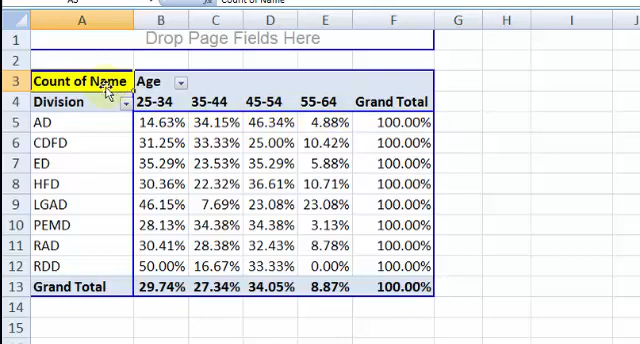 A3 Count of Name
A B C D E F G H I J
1 Drop Page Fields Here
2
3 Count of Name Age
4 Division 25-34 35-44 45-54 55-64 Grand Total
5 AD 14.63% 34.15% 46.34% 4.88% 100.00%
6 CDFD 31.25% 33.33% 25.00% 10.42% 100.00%
7 ED 35.29% 23.53% 35.29% 5.88% 100.00%
8 HFD 30.36% 22.32% 36.61% 10.71% 100.00%
9 LGAD 46.15% 7.69% 23.08% 23.08% 100.00%
10 PEMD 28.13% 34.38% 34.38% 3.13% 100.00%
11 RAD 30.41% 28.38% 32.43% 8.78% 100.00%
12 RDD 50.00% 16.67% 33.33% 0.00% 100.00%
13 Grand Total 29.74% 27.34% 34.05% 8.87% 100.00%
14
15